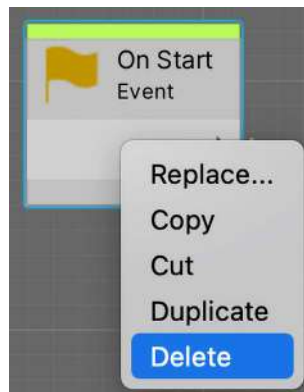 On Start
Event
Replace...
Copy
Cut
Duplicate
Delete